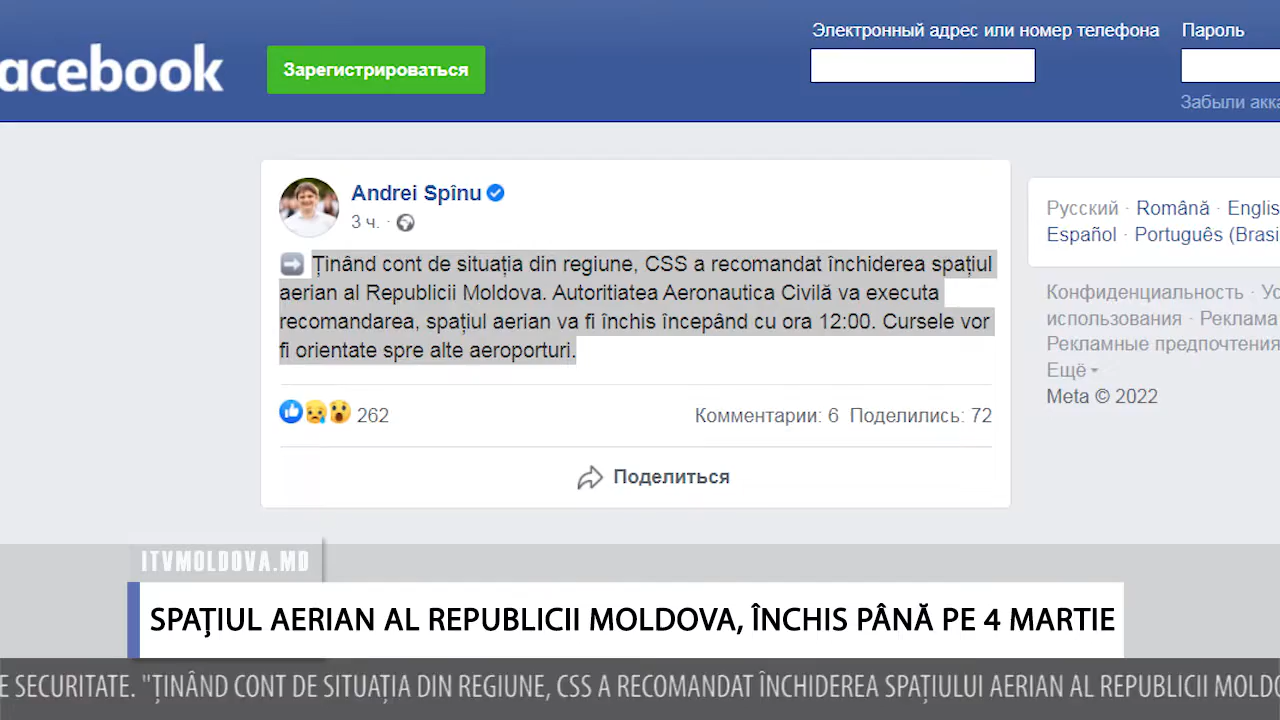 acebook
Зарегистрироваться
Электронный адрес или номер телефона
Пароль
Забыли
Andrei Spînu
3 ч. ·
Ținând cont de situația din regiune, CSS a recomandat închiderea spațiul
aerian al Republicii Moldova. Autoritiatea Aeronautica Civilă va executa
recomandarea, spațiul aerian va fi închis începând cu ora 12:00. Cursele vor
fi orientate spre alte aeroporturi.
262
Комментарии: 6 Поделились: 72
Поделиться
Русский · Română · Englis
Español · Português (Brasi
Конфиденциальность · Ус
использования · Реклама
Рекламные предпочтения
Ещё
Meta © 2022
ITVMOLDOVA.MD
SPAȚIUL AERIAN AL REPUBLICII MOLDOVA, ÎNCHIS PÂNĂ PE 4 MARTIE
E SECURITATE. "ȚINÂND CONT DE SITUAȚIA DIN REGIUNE, CSS A RECOMANDAT ÎNCHIDEREA SPAȚIULUI AERIAN AL REPUBLICII MOLDO